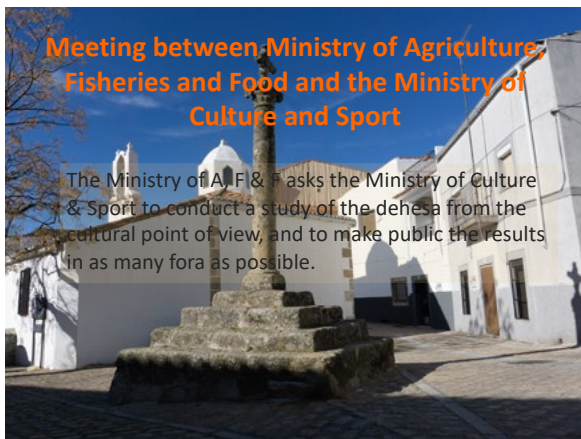 Meeting between Ministry of Agriculture,
Fisheries and Food and the Ministry of
Culture and Sport
The Ministry of A, F & F asks the Ministry of Culture
& Sport to conduct a study of the dehesa from the
cultural point of view, and to make public the results
in as many fora as possible.